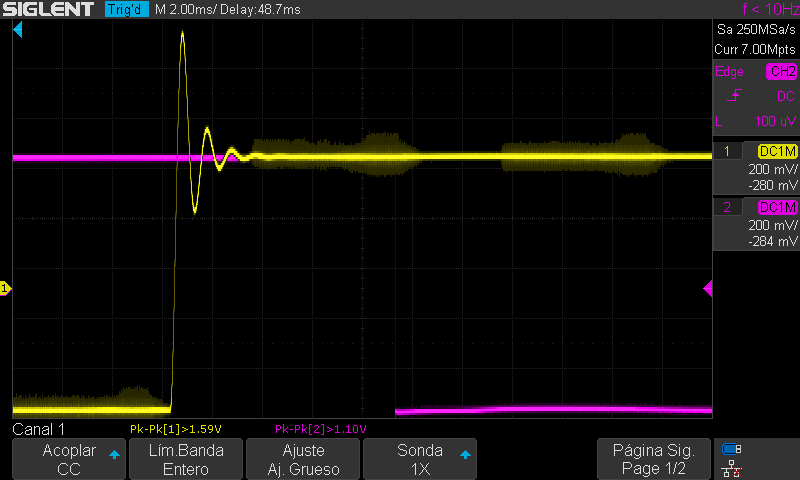 SIGLENT Trig'd M 2.00ms/ Delay:48.7ms f < 10Hz
Sa 250MSa/s
Curr 7.00Mpts
Edge CH2
DC
L 100 uV
1 DC1M
200 mV/
-280 mV
2 DC1M
200 mV/
-284 mV
1
Canal 1 Pk-Pk[1]>1.59V Pk-Pk[2]>1.10V
Acoplar
CC
Lím.Banda
Entero
Ajuste
Aj. Grueso
Sonda
1X
Página Sig.
Page 1/2